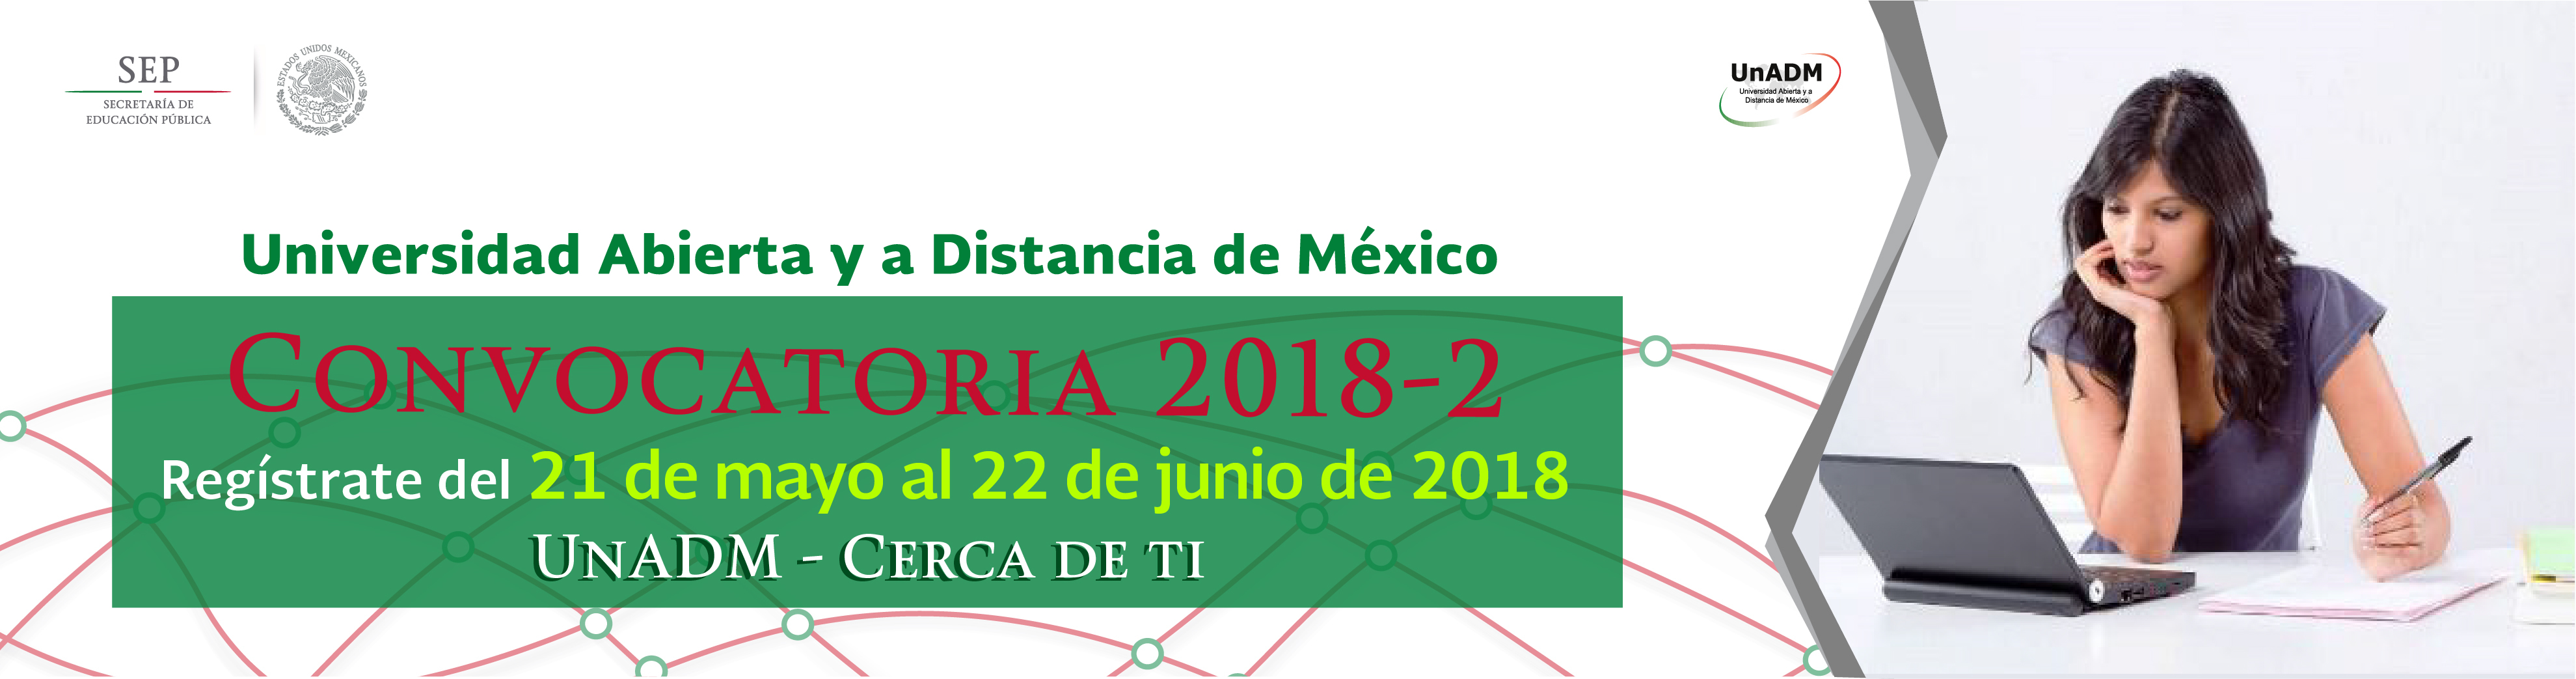 SEP
SECRETARÍA DE
EDUCACIÓN PÚBLICA
ESTADOS UNIDOS MEXICANOS
UnADM
Universidad Abierta y a
Distancia de México
Universidad Abierta y a Distancia de México
CONVOCATORIA 2018-2
Regístrate del 21 de mayo al 22 de junio de 2018
UNADM - CERCA DE TI